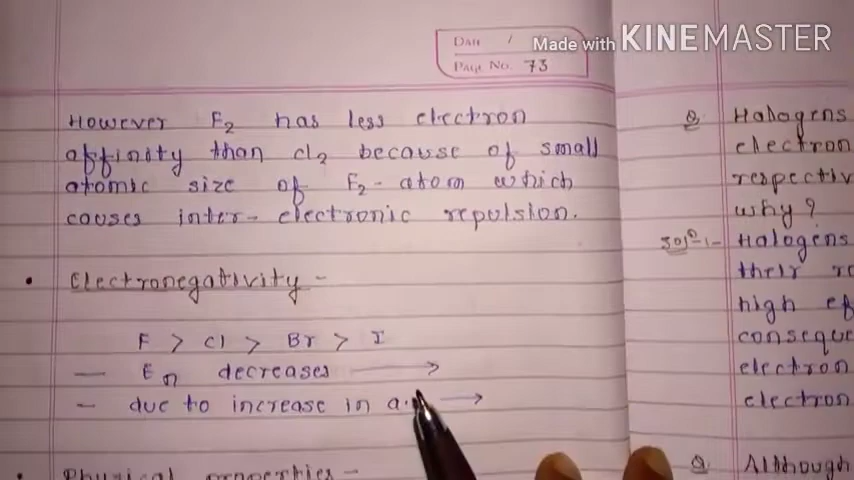 DATE /
Made with KINEMASTER
PAGE NO. 73
However F₂ has less electron
affinity than Cl₂ because of small
atomic size of F₂-atom which
causes inter-electronic repulsion.
• Electronegativity -
F > Cl > Br > I
— En decreases →
- due to increase in a. →
• Physical properties -
Q Halogens
electron
respectiv
why?
Solⁿ:- Halogens
their
high ef
conseque
electron
electron
Q Although